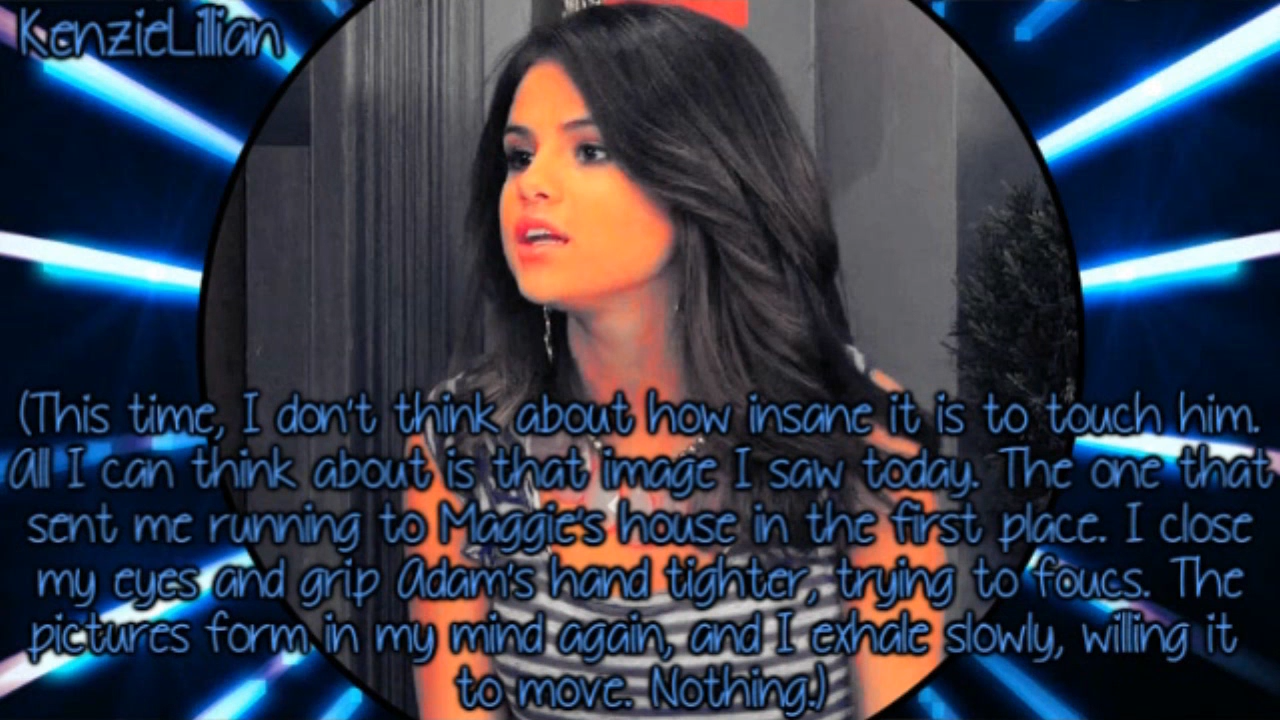 KenzieLillian
(This time, I don't think about how insane it is to touch him.
All I can think about is that image I saw today. The one that
sent me running to Maggie's house in the first place. I close
my eyes and grip Adam's hand tighter, trying to foucs. The
pictures form in my mind again, and I exhale slowly, willing it
to move. Nothing.)